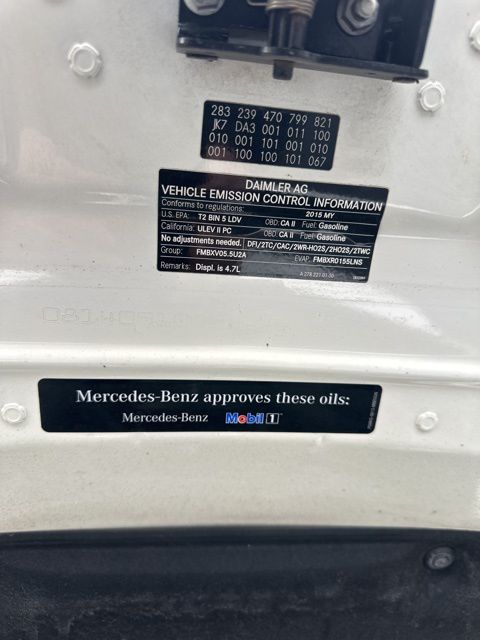 283 239 470 799 821
JK7 DA3 001 011 100
010 001 101 001 010
001 100 100 101 067
DAIMLER AG
VEHICLE EMISSION CONTROL INFORMATION
Conforms to regulations: 2015 MY
U.S. EPA: T2 BIN 5 LDV OBD: CA II Fuel: Gasoline
California: ULEV II PC OBD: CA II Fuel: Gasoline
No adjustments needed. DFI/2TC/CAC/2WR-HO2S/2HO2S/2TWC
Group: FMBXV05.5U2A EVAP: FMBXR0155LNS
Remarks: Displ. is 4.7L A 278 221 01 00
Mercedes-Benz approves these oils:
Mercedes-Benz Mobil 1